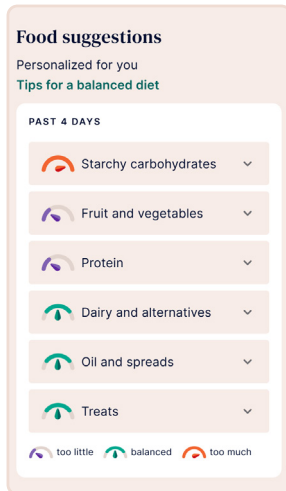 Food suggestions
Personalized for you
Tips for a balanced diet
PAST 4 DAYS
Starchy carbohydrates
Fruit and vegetables
Protein
Dairy and alternatives
Oil and spreads
Treats
too little balanced too much